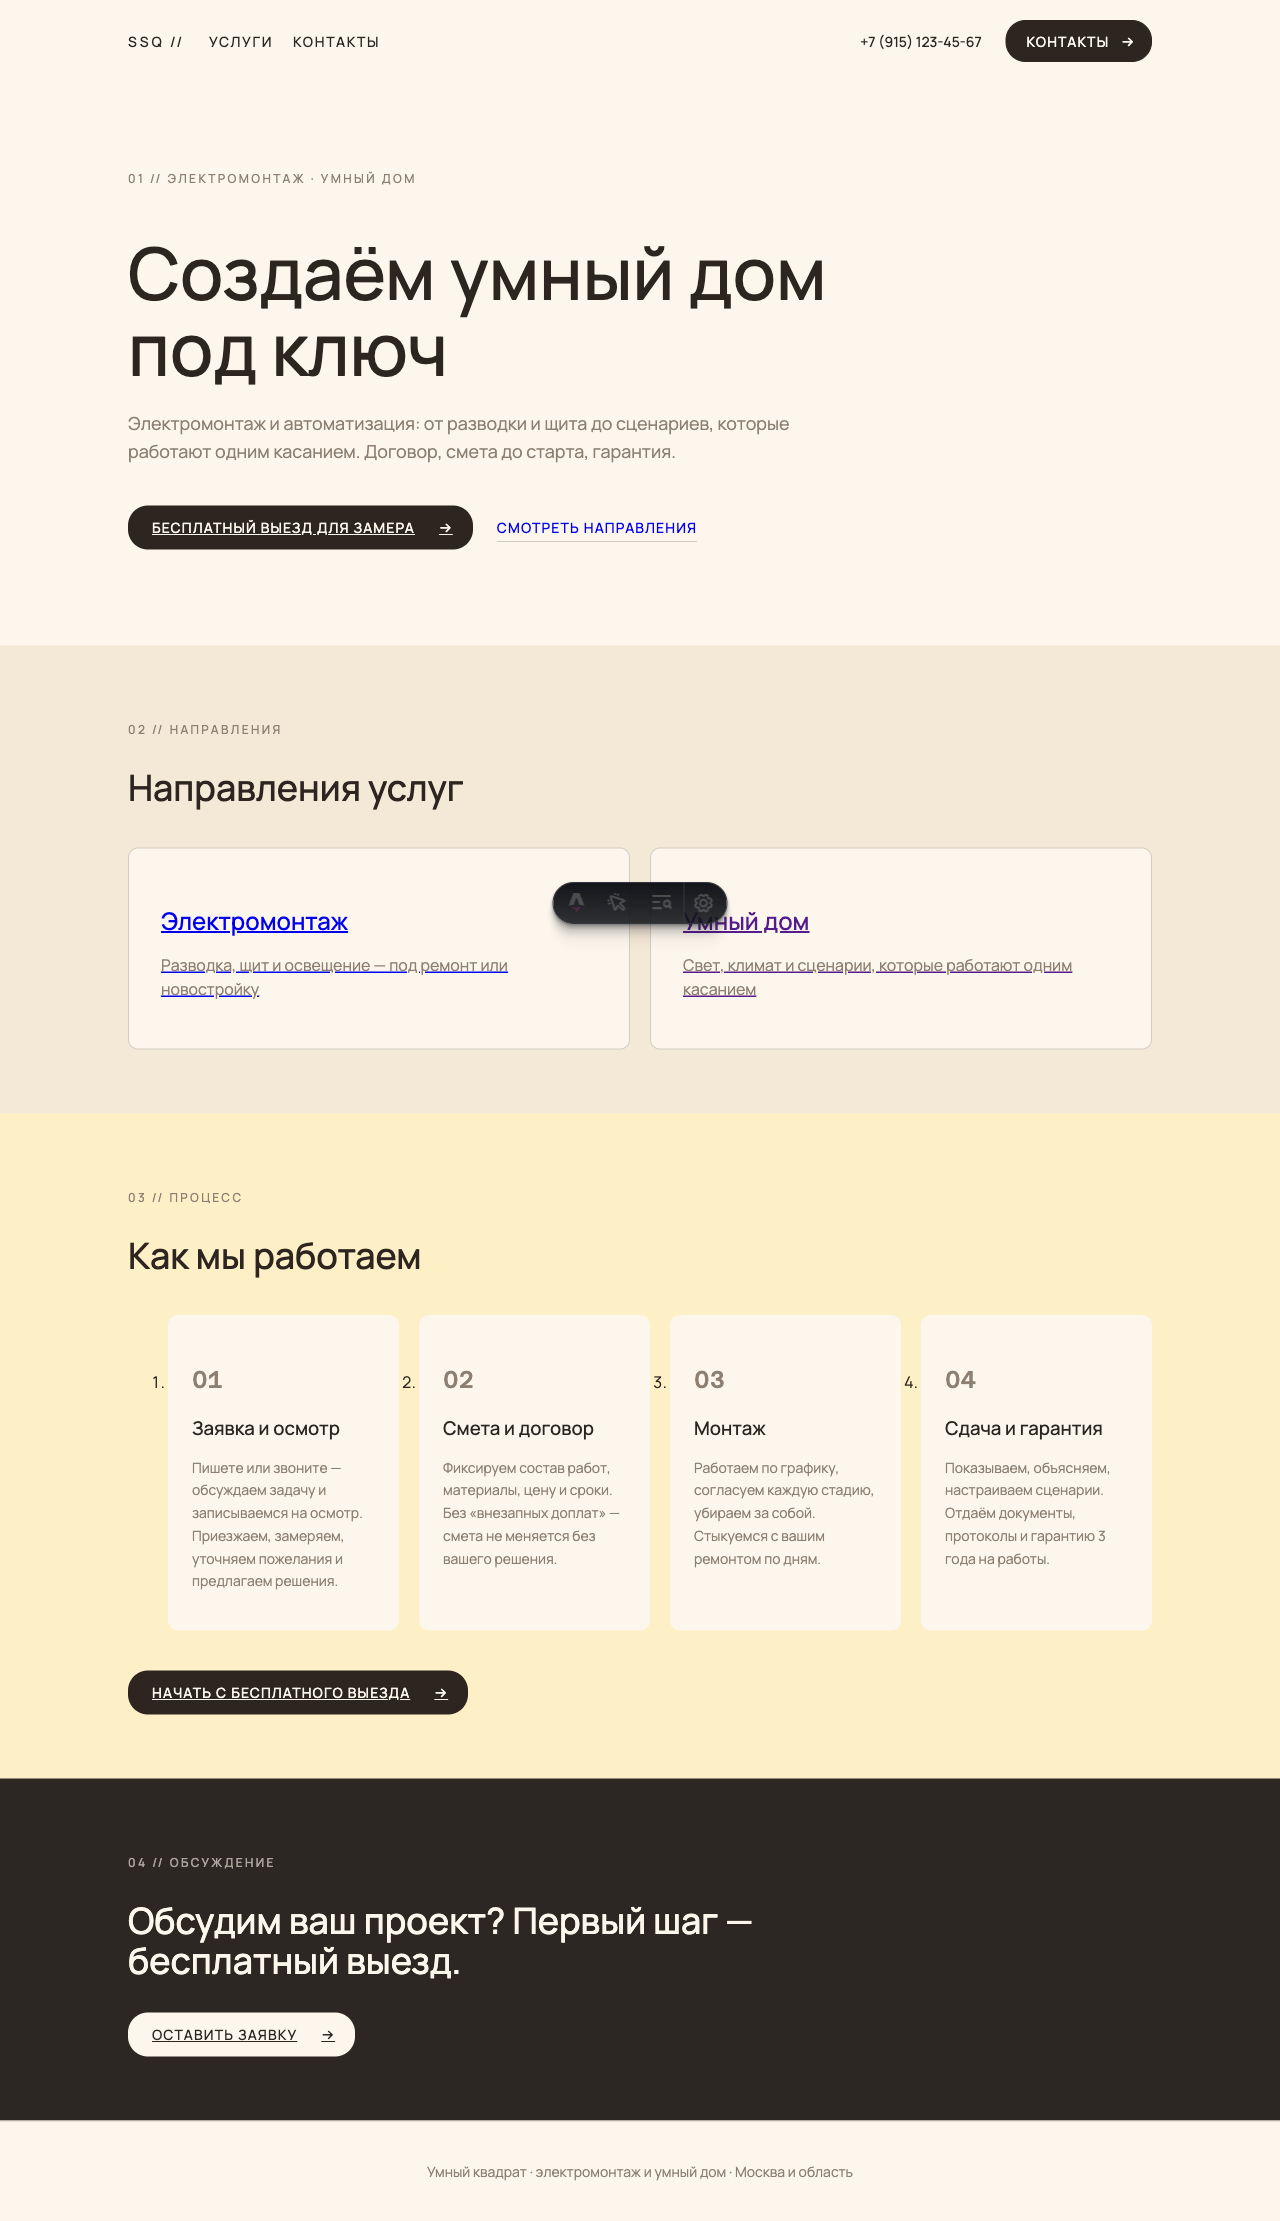 SSQ // УСЛУГИ КОНТАКТЫ +7 (915) 123-45-67 КОНТАКТЫ →
01 // ЭЛЕКТРОМОНТАЖ · УМНЫЙ ДОМ
Создаём умный дом
под ключ
Электромонтаж и автоматизация: от разводки и щита до сценариев, которые
работают одним касанием. Договор, смета до старта, гарантия.
БЕСПЛАТНЫЙ ВЫЕЗД ДЛЯ ЗАМЕРА → СМОТРЕТЬ НАПРАВЛЕНИЯ
02 // НАПРАВЛЕНИЯ
Направления услуг
Электромонтаж
Разводка, щит и освещение — под ремонт или
новостройку
Умный дом
Свет, климат и сценарии, которые работают одним
касанием
03 // ПРОЦЕСС
Как мы работаем
1. 01
Заявка и осмотр
Пишете или звоните —
обсуждаем задачу и
записываемся на осмотр.
Приезжаем, замеряем,
уточняем пожелания и
предлагаем решения.
2. 02
Смета и договор
Фиксируем состав работ,
материалы, цену и сроки.
Без «внезапных доплат» —
смета не меняется без
вашего решения.
3. 03
Монтаж
Работаем по графику,
согласуем каждую стадию,
убираем за собой.
Стыкуемся с вашим
ремонтом по дням.
4. 04
Сдача и гарантия
Показываем, объясняем,
настраиваем сценарии.
Отдаём документы,
протоколы и гарантию 3
года на работы.
НАЧАТЬ С БЕСПЛАТНОГО ВЫЕЗДА →
04 // ОБСУЖДЕНИЕ
Обсудим ваш проект? Первый шаг —
бесплатный выезд.
ОСТАВИТЬ ЗАЯВКУ →
Умный квадрат · электромонтаж и умный дом · Москва и область